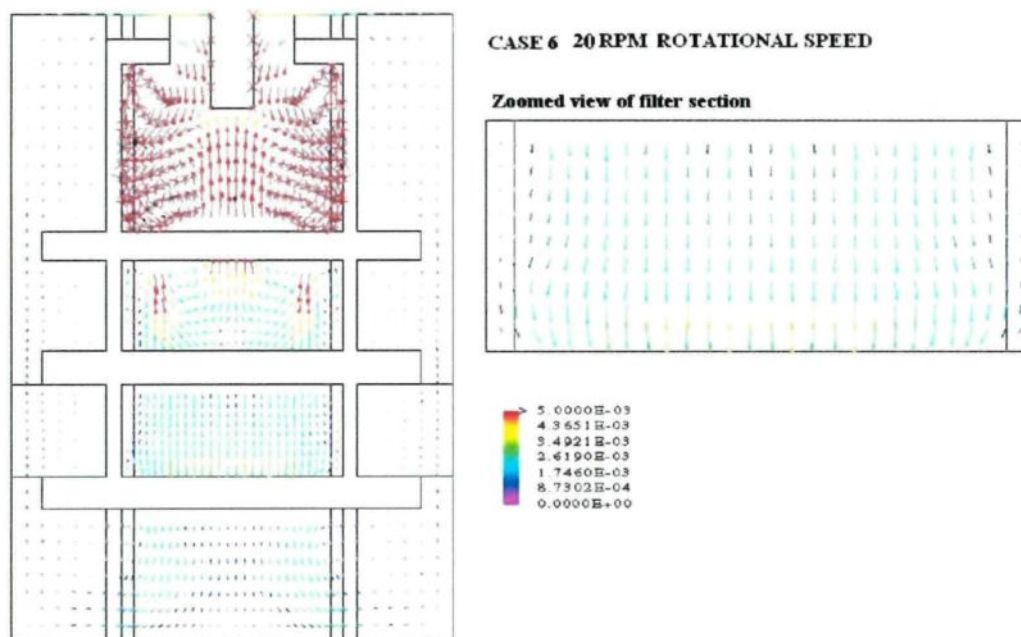 CASE 6 20 RPM ROTATIONAL SPEED
Zoomed view of filter section
> 5.0000E-03
4.3651E-03
3.4921E-03
2.6190E-03
1.7460E-03
8.7302E-04
0.0000E+00